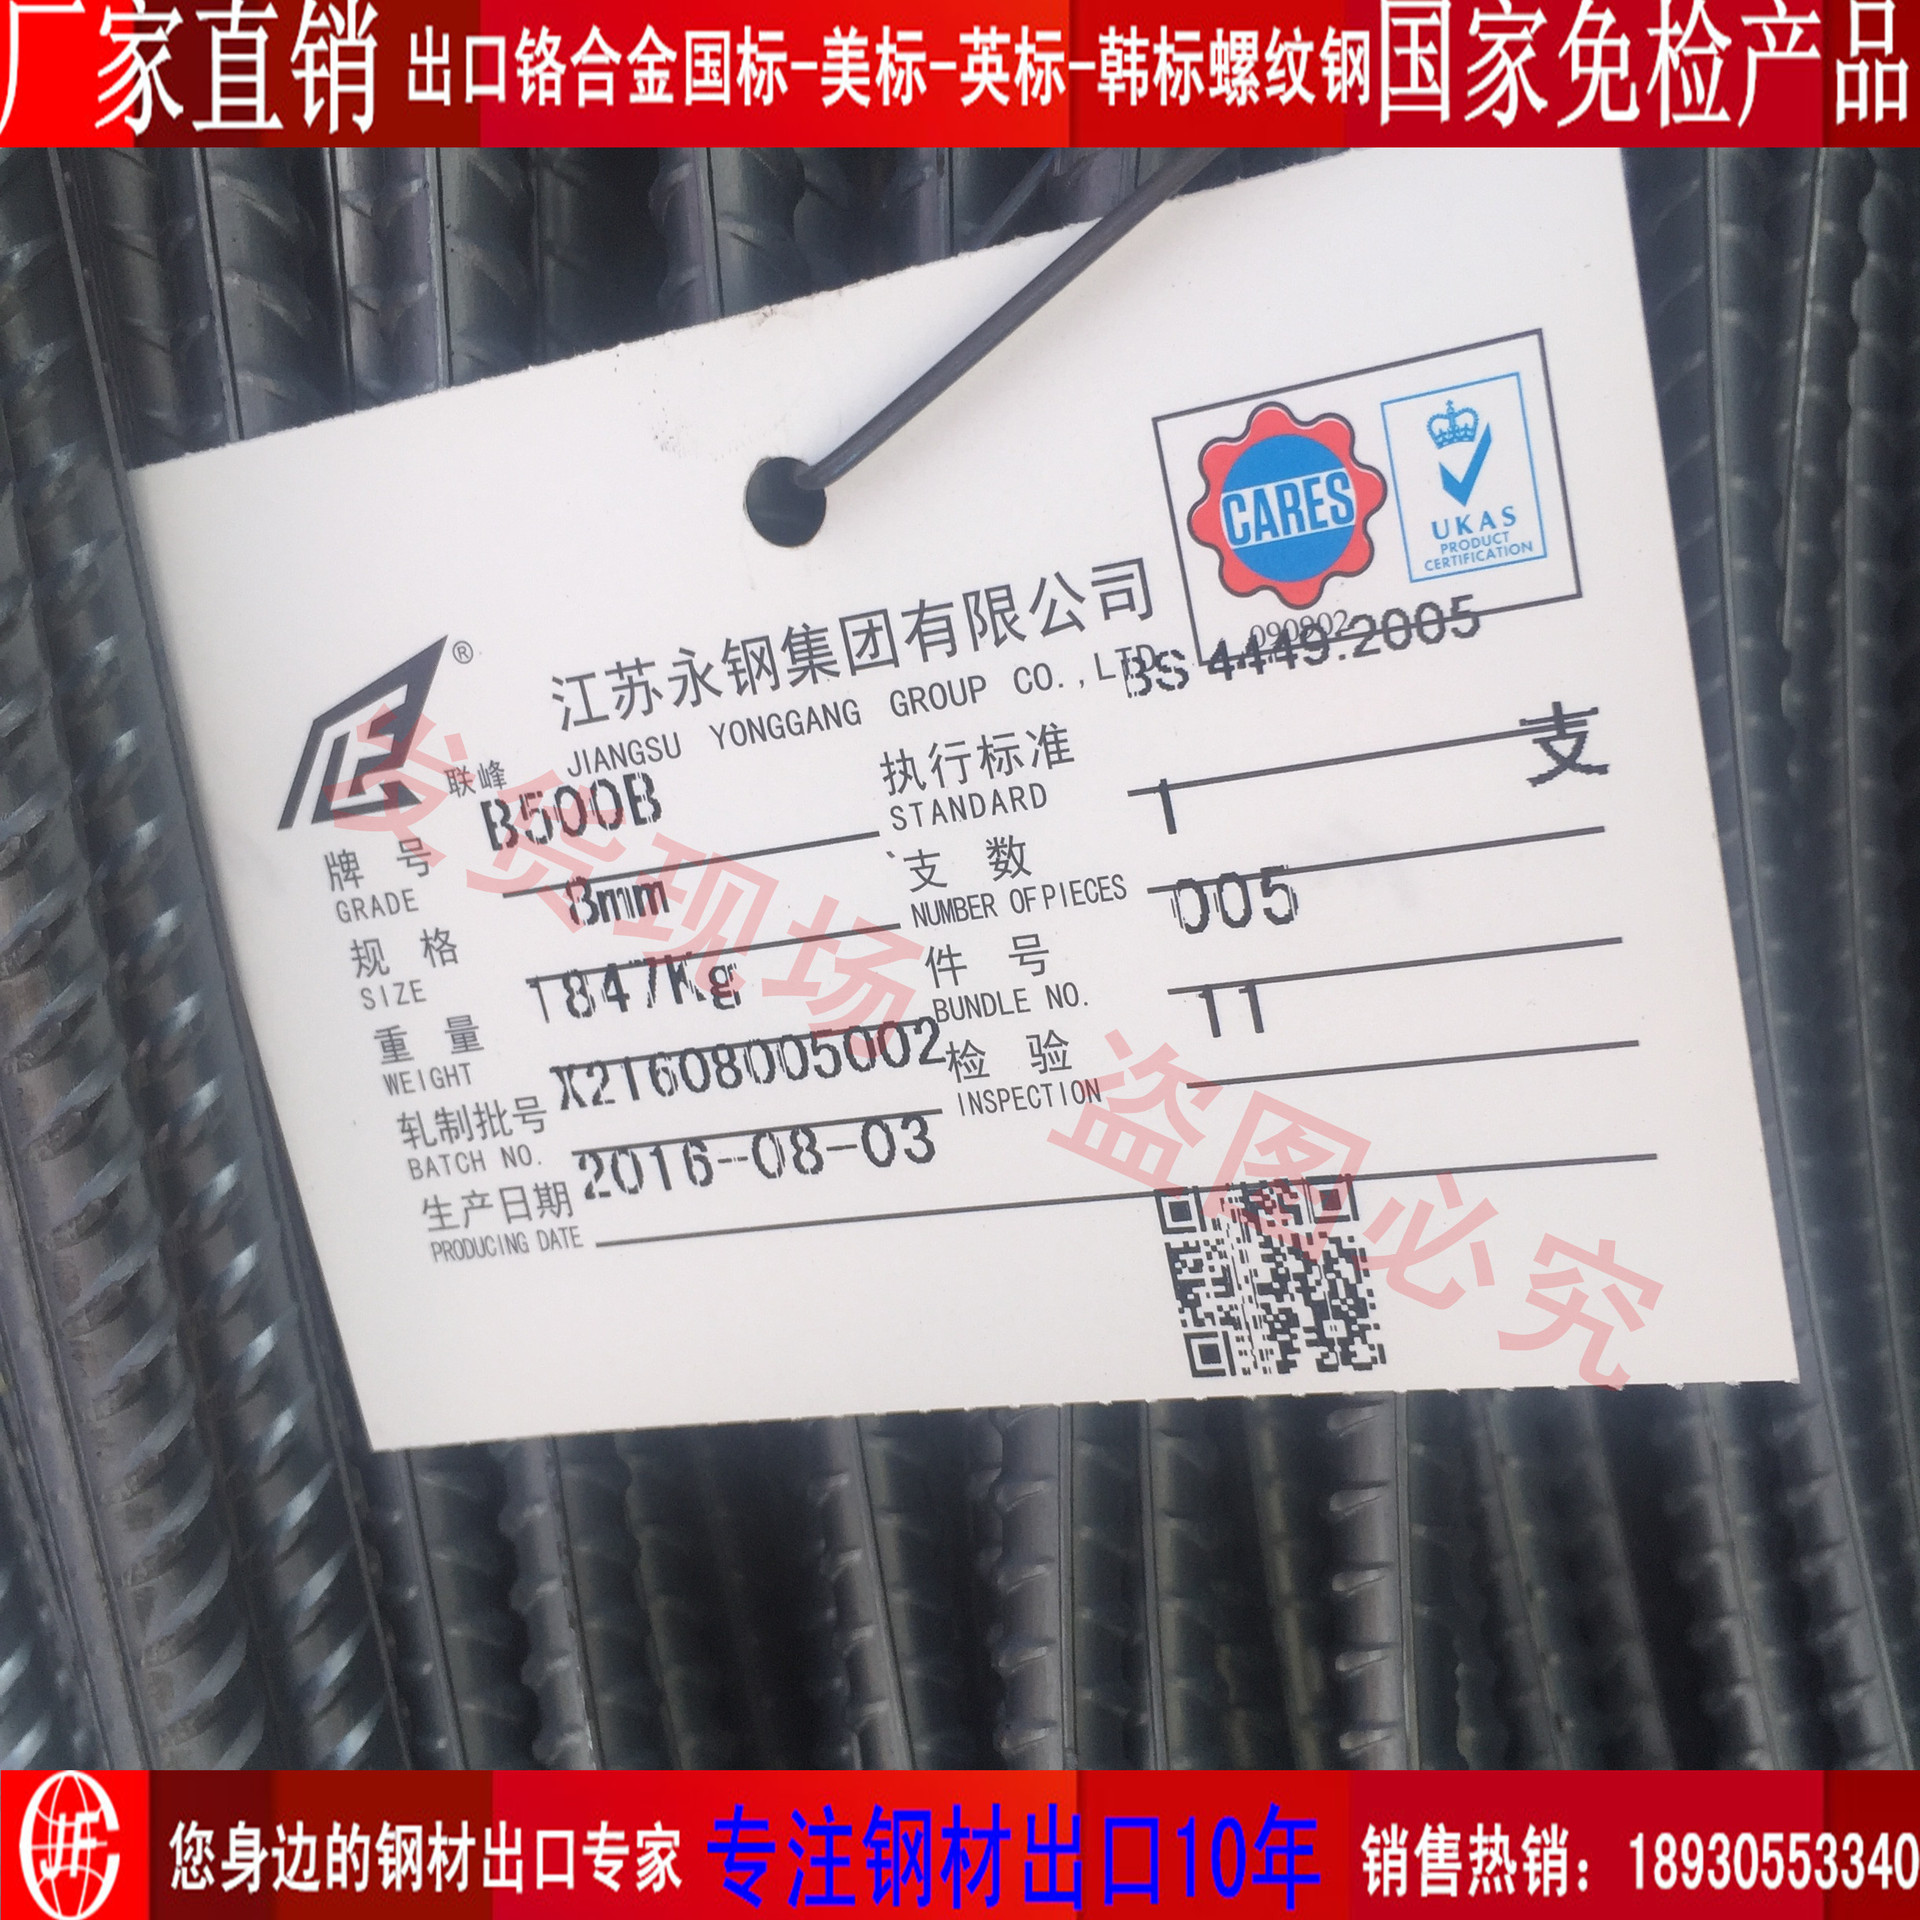 厂家直销 出口铬合金国标-美标-英标-韩标螺纹钢 国家免检产品
CARES
UKAS
PRODUCT
CERTIFICATION
090802
江苏永钢集团有限公司
JIANGSU YONGGANG GROUP CO.,LTD
®
联峰
牌号 B500B
GRADE
执行标准 BS 4449:2005
STANDARD
规格 8mm
SIZE
支数 1 支
NUMBER OF PIECES
重量 1847Kg
WEIGHT
件号 005
BUNDLE NO.
轧制批号 X21608005002
BATCH NO.
检验 11
INSPECTION
生产日期 2016-08-03
PRODUCING DATE
发货现场 盗图必究
您身边的钢材出口专家 专注钢材出口10年 销售热销：18930553340